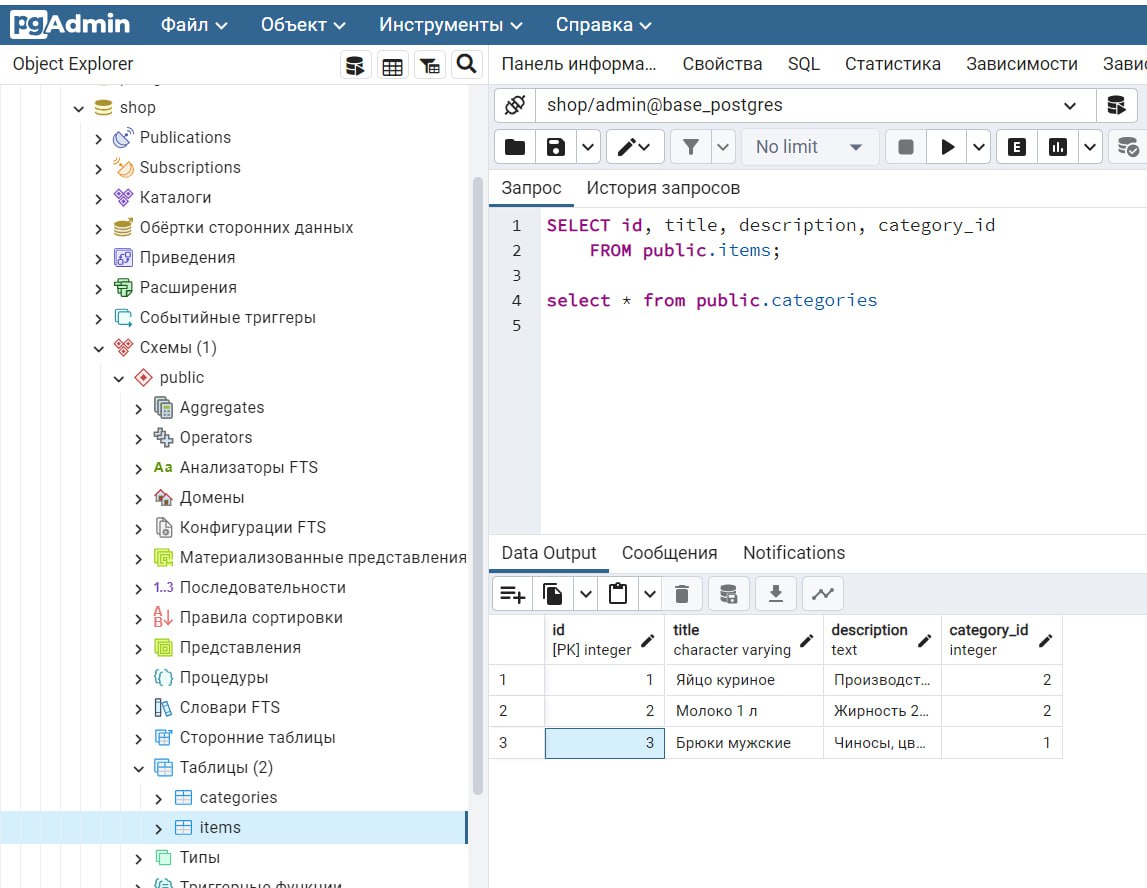 pgAdmin Файл Объект Инструменты Справка
Object Explorer
Панель информа... Свойства SQL Статистика Зависимости
shop
Publications
Subscriptions
Каталоги
Обёртки сторонних данных
Приведения
Расширения
Событийные триггеры
Схемы (1)
public
Aggregates
Operators
Aa Анализаторы FTS
Домены
Конфигурации FTS
Материализованные представления
1..3 Последовательности
Правила сортировки
Представления
Процедуры
Словари FTS
Сторонние таблицы
Таблицы (2)
categories
items
Типы
Триггерные функции
shop/admin@base_postgres
No limit
E
Запрос История запросов
1 SELECT id, title, description, category_id
2 FROM public.items;
3
4 select * from public.categories
5
Data Output Сообщения Notifications
id title description category_id
[PK] integer character varying text integer
1 1 Яйцо куриное Производст... 2
2 2 Молоко 1 л Жирность 2... 2
3 3 Брюки мужские Чиносы, цв... 1